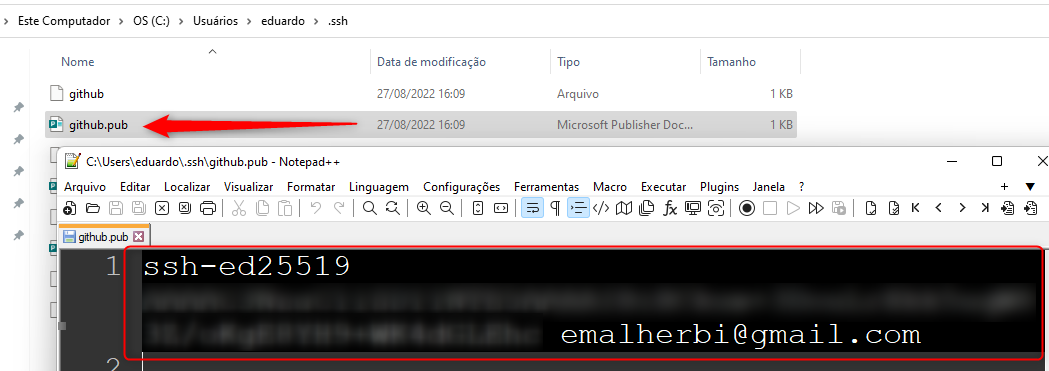 Este Computador > OS (C:) > Usuários > eduardo > .ssh
Nome Data de modificação Tipo Tamanho
github 27/08/2022 16:09 Arquivo 1 KB
github.pub 27/08/2022 16:09 Microsoft Publisher Doc... 1 KB
C:\Users\eduardo\.ssh\github.pub - Notepad++
Arquivo Editar Localizar Visualizar Formatar Linguagem Configurações Ferramentas Macro Executar Plugins Janela ?
github.pub
1 ssh-ed25519
emalherbi@gmail.com
2